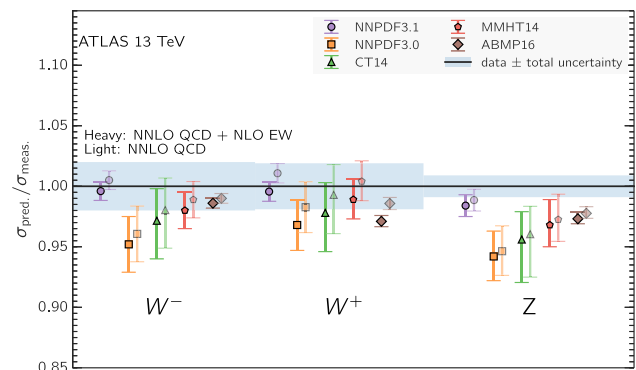 ATLAS 13 TeV
NNPDF3.1
NNPDF3.0
CT14
MMHT14
ABMP16
data ± total uncertainty
Heavy: NNLO QCD + NLO EW
Light: NNLO QCD
σpred./σmeas.
1.10
1.05
1.00
0.95
0.90
0.85
W⁻
W⁺
Z